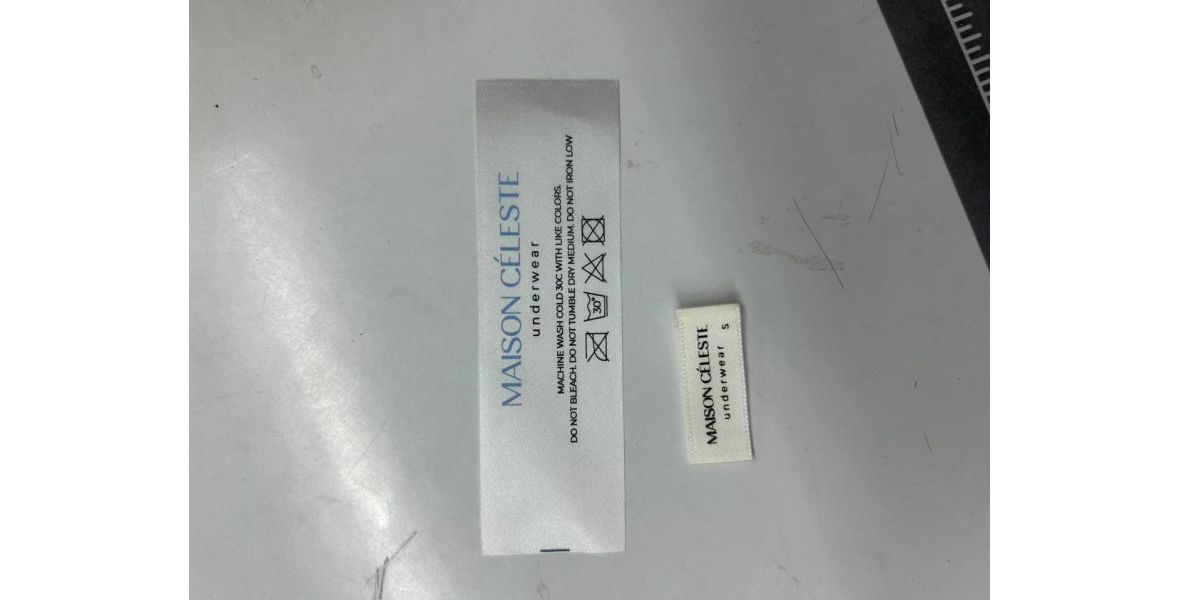 MAISON CÉLESTE
underwear
MACHINE WASH COLD 30C WITH LIKE COLORS.
DO NOT BLEACH. DO NOT TUMBLE DRY MEDIUM. DO NOT IRON LOW
30°
MAISON CÉLESTE
underwear S